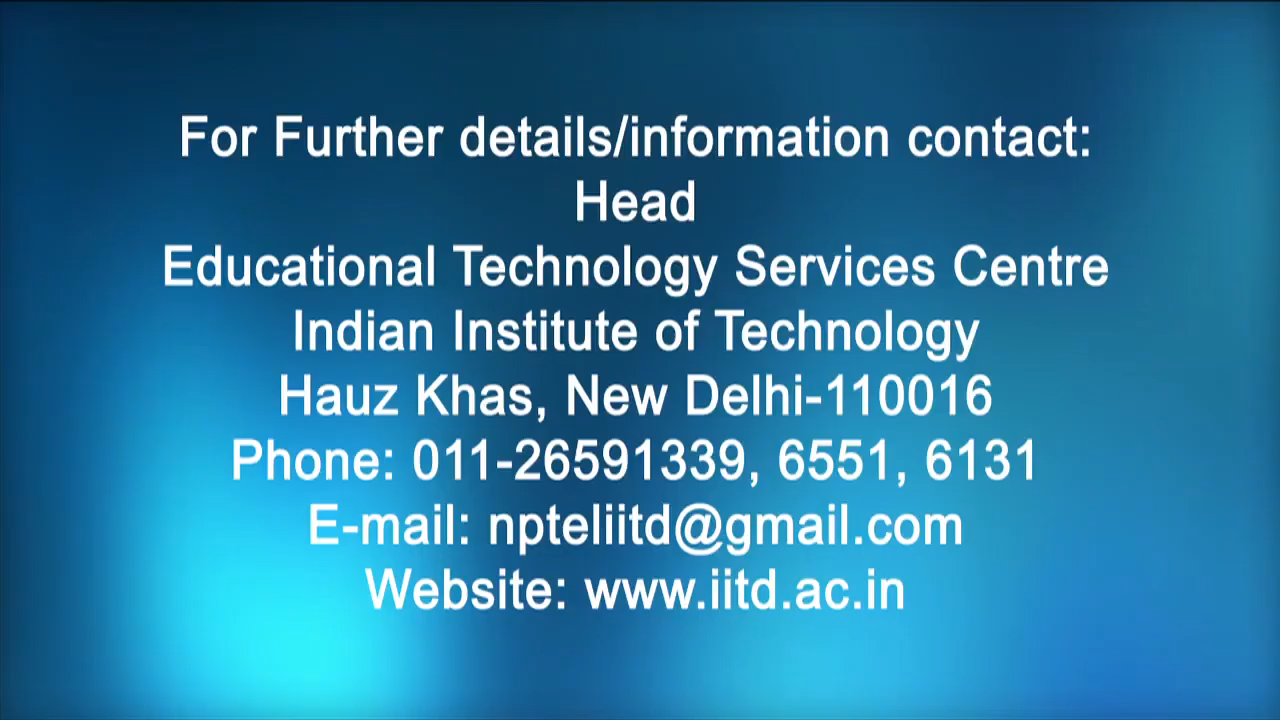 For Further details/information contact:
Head
Educational Technology Services Centre
Indian Institute of Technology
Hauz Khas, New Delhi-110016
Phone: 011-26591339, 6551, 6131
E-mail: npteliitd@gmail.com
Website: www.iitd.ac.in